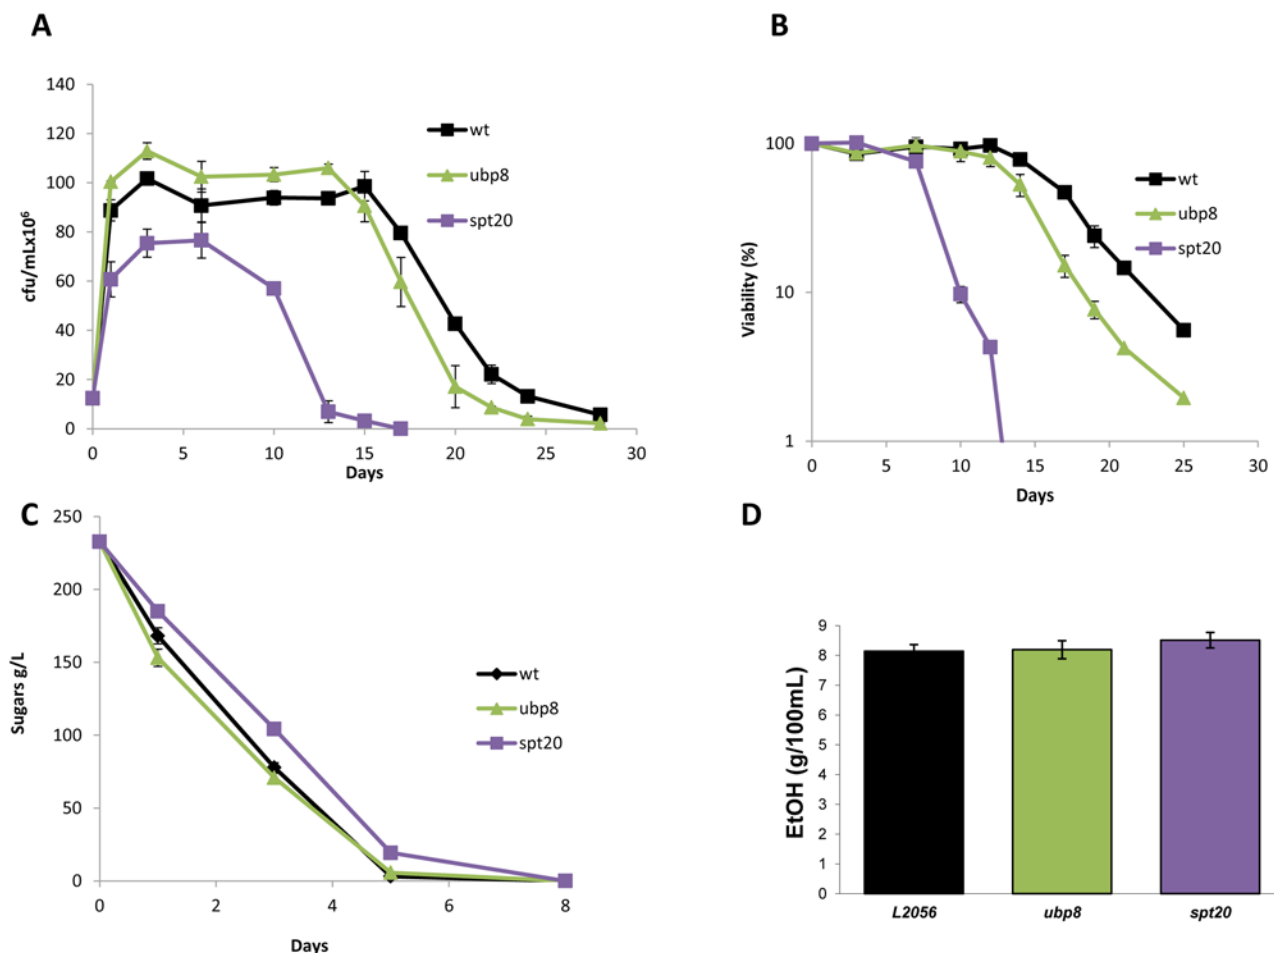 A
140
120
100
80
60
40
20
0
cfu/mLx10⁶
0 5 10 15 20 25 30
Days
wt
ubp8
spt20
B
100
10
1
Viability (%)
0 5 10 15 20 25 30
Days
wt
ubp8
spt20
C
250
200
150
100
50
0
Sugars g/L
0 2 4 6 8
Days
wt
ubp8
spt20
D
9
8
7
6
5
4
3
2
1
0
EtOH (g/100mL)
L2056 ubp8 spt20